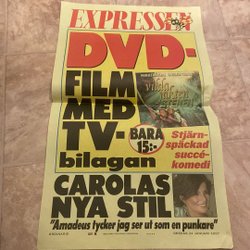 EXPRESSEN
DVD-
FILM
MED
TV-
bilagan
BARA
15:-
Stjärn-
späckad
succé-
komedi
CAROLAS
NYA STIL
"Amadeus tycker jag ser ut som en punkare"